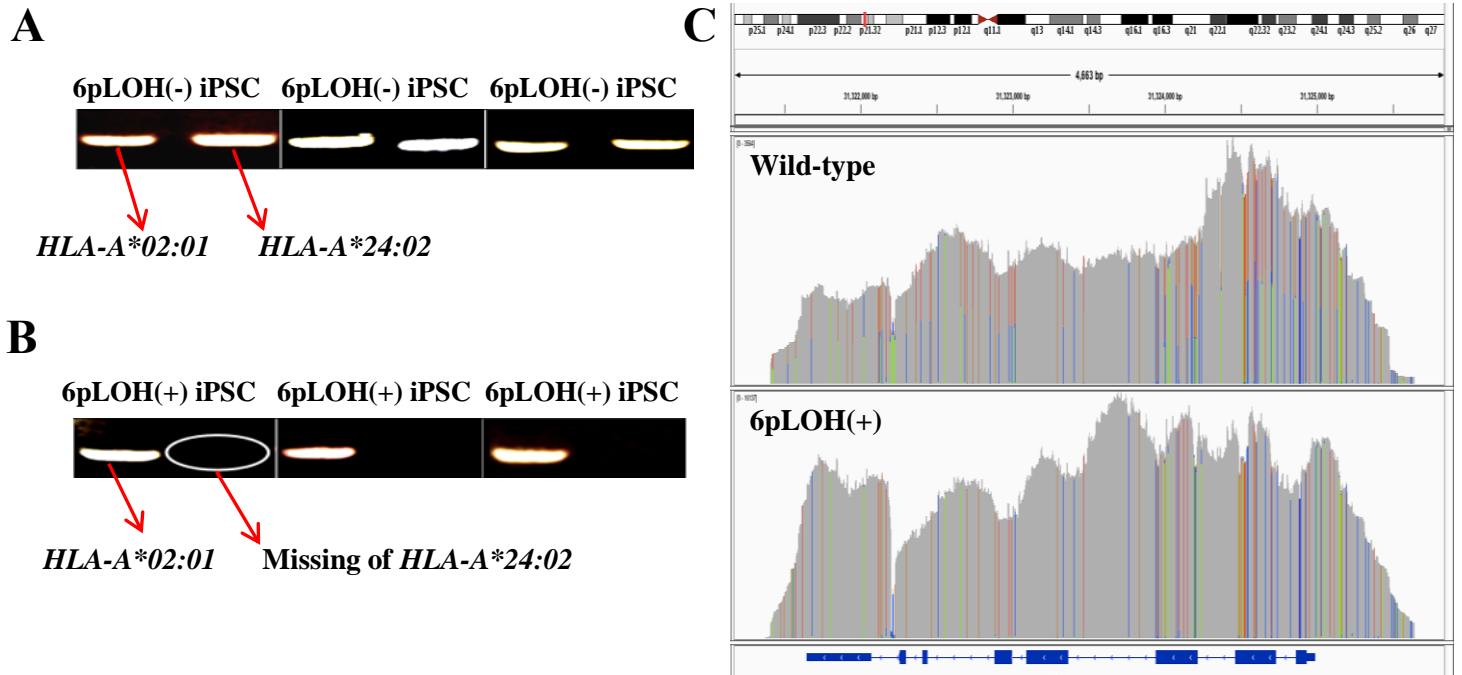 A
6pLOH(-) iPSC 6pLOH(-) iPSC 6pLOH(-) iPSC
HLA-A*02:01 HLA-A*24:02
B
6pLOH(+) iPSC 6pLOH(+) iPSC 6pLOH(+) iPSC
HLA-A*02:01 Missing of HLA-A*24:02
C
p25.1 p24.1 p22.3 p22.2 p21.32 p21.1 p12.3 p12.1 q11.1 q13 q14.1 q14.3 q16.1 q16.3 q21 q22.1 q22.32 q23.2 q24.1 q24.3 q25.2 q26 q27
4,663 bp
31,322,000 bp 31,323,000 bp 31,324,000 bp 31,325,000 bp
Wild-type
6pLOH(+)